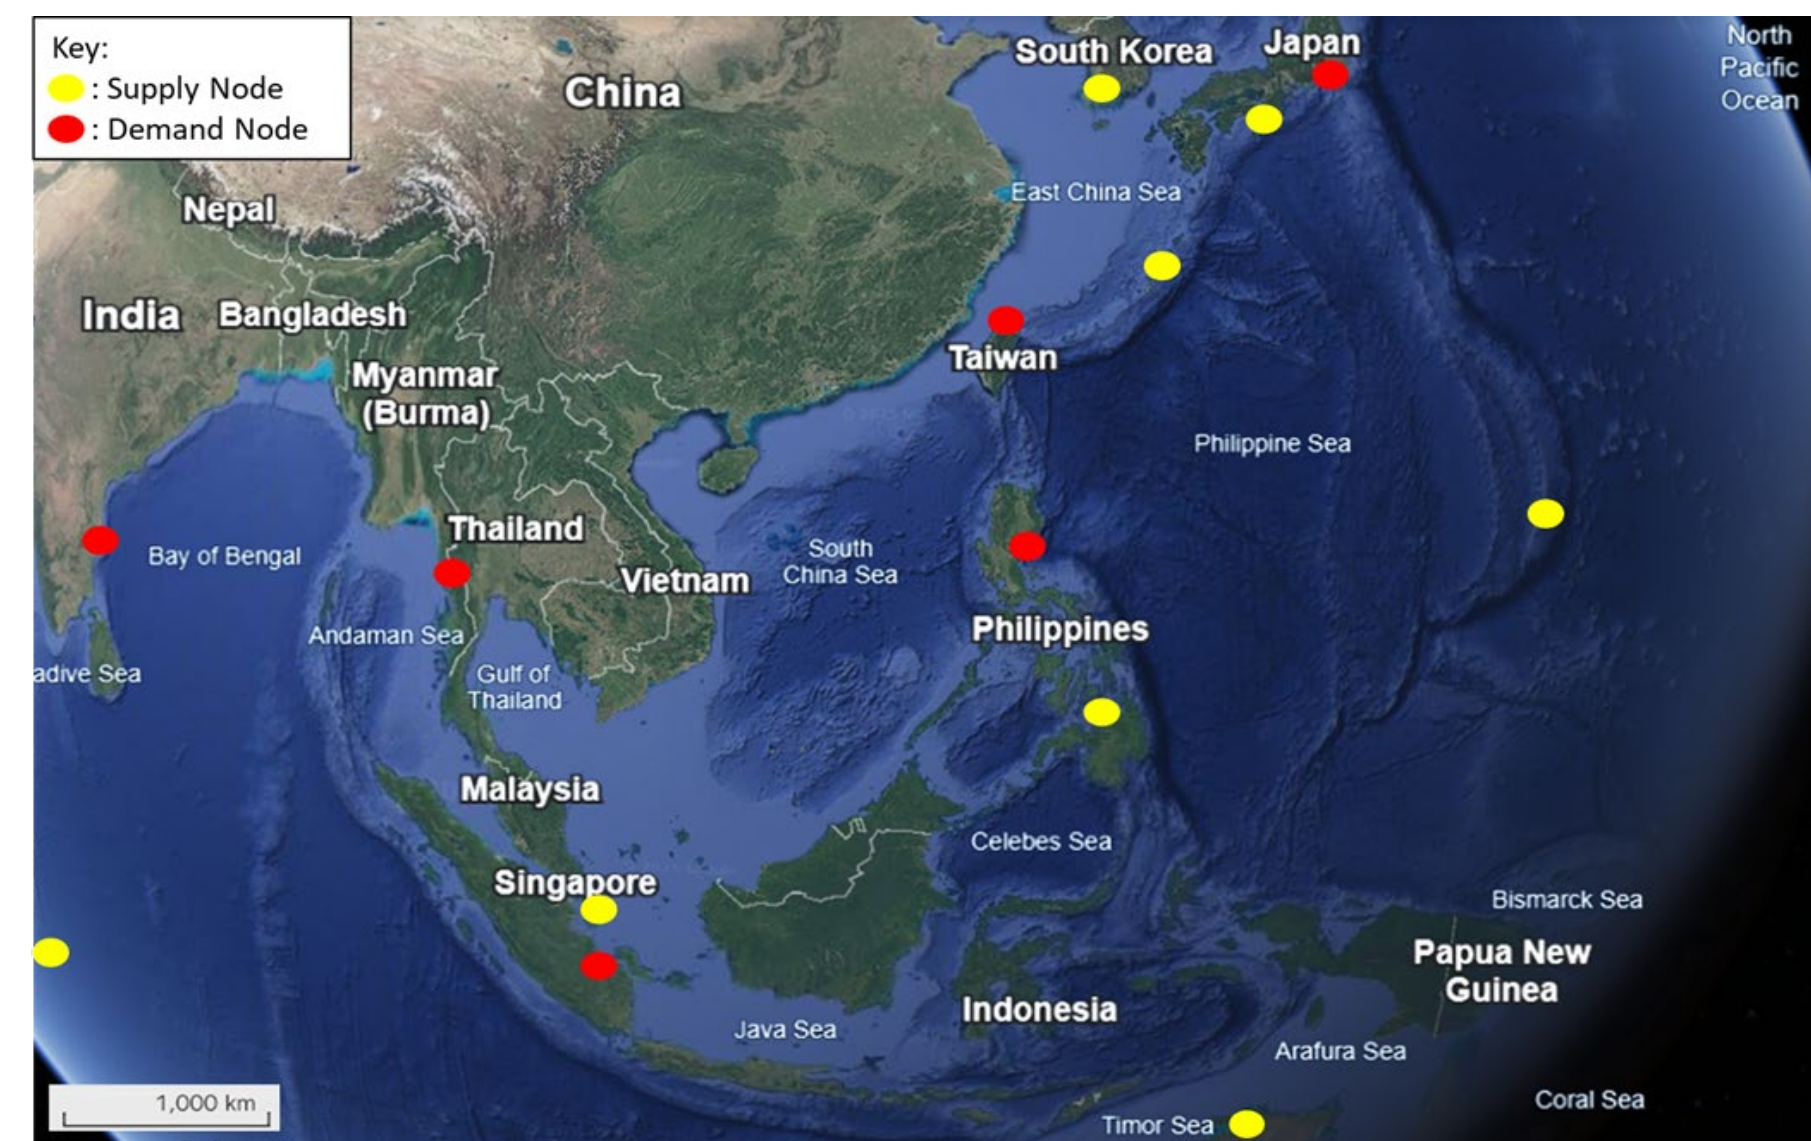 Key:
: Supply Node
: Demand Node
China
South Korea
Japan
North
Pacific
Ocean
East China Sea
Nepal
India
Bangladesh
Myanmar
(Burma)
Taiwan
Philippine Sea
Thailand
Bay of Bengal
South
China Sea
Vietnam
Andaman Sea
Philippines
adive Sea
Gulf of
Thailand
Malaysia
Celebes Sea
Singapore
Bismarck Sea
Papua New
Guinea
Indonesia
Java Sea
Arafura Sea
1,000 km
Coral Sea
Timor Sea